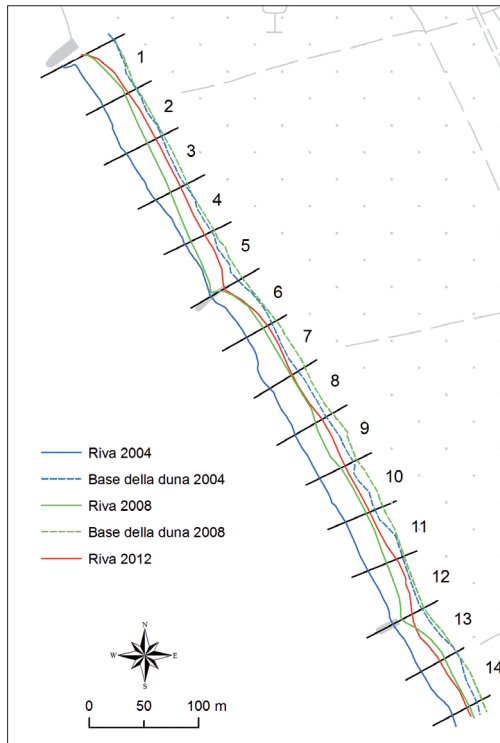 1
2
3
4
5
6
7
8
9
10
11
12
13
14
Riva 2004
Base della duna 2004
Riva 2008
Base della duna 2008
Riva 2012
N
W E
S
0 50 100 m